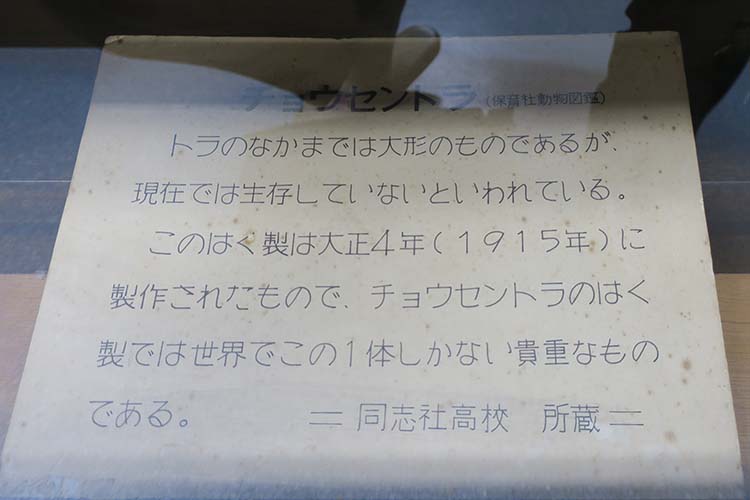 チョウセントラ(保育社動物図鑑)
トラのなかまでは大形のものであるが、
現在では生存していないといわれている。
このはく製は大正4年(1915年)に
製作されたもので、チョウセントラのはく
製では世界でこの1体しかない貴重なもの
である。 =同志社高校 所蔵=